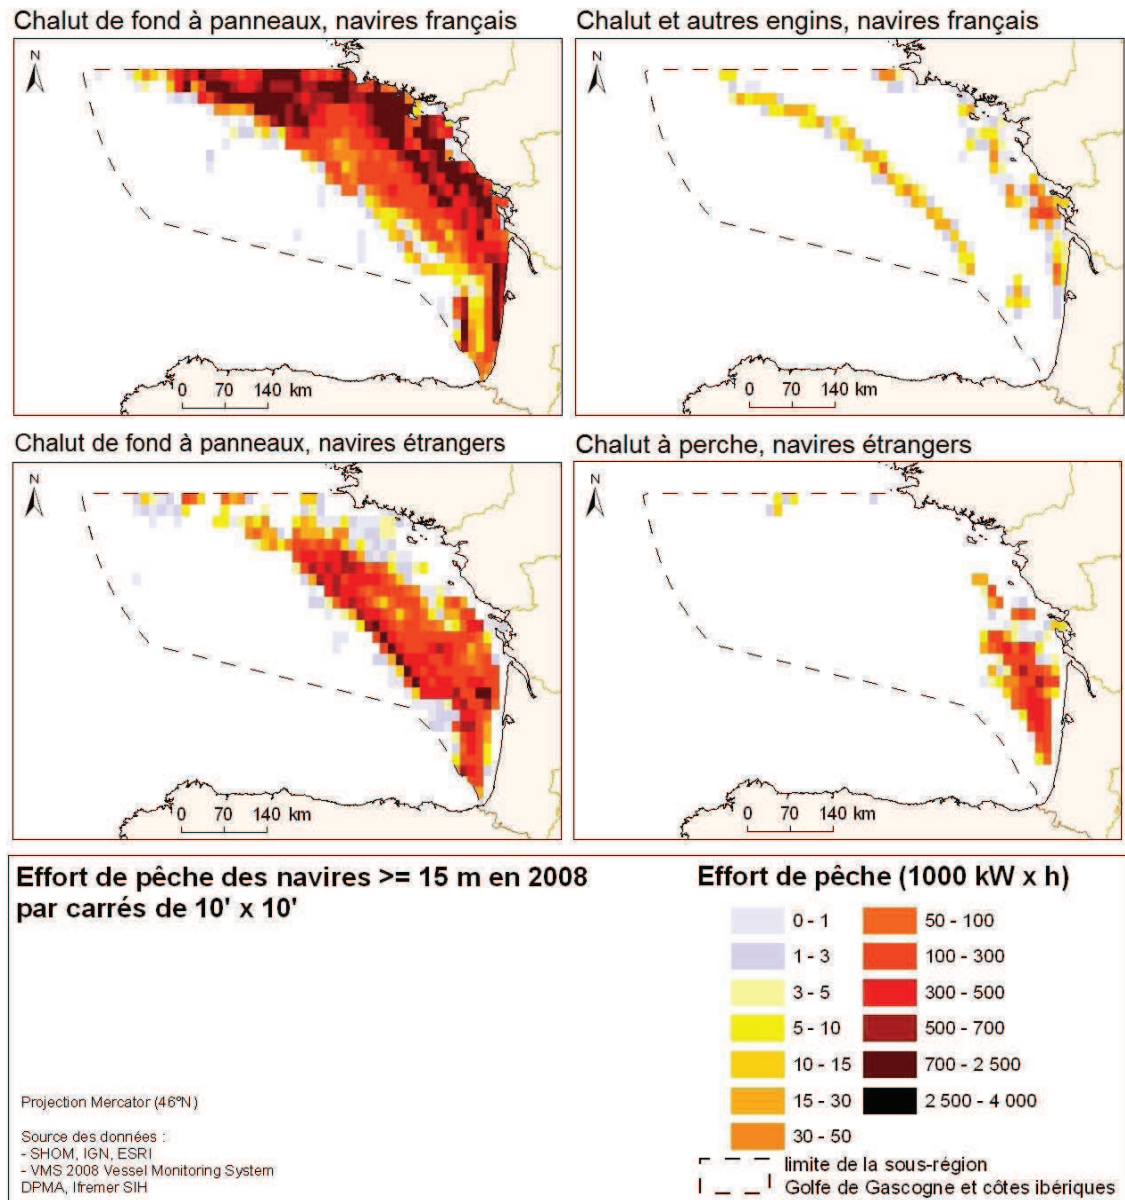 Chalut de fond à panneaux, navires français
Chalut et autres engins, navires français
N
0 70 140 km
N
0 70 140 km
Chalut de fond à panneaux, navires étrangers
Chalut à perche, navires étrangers
N
0 70 140 km
N
0 70 140 km
Effort de pêche des navires >= 15 m en 2008
par carrés de 10' x 10'
Projection Mercator (46°N)
Source des données :
- SHOM, IGN, ESRI
- VMS 2008 Vessel Monitoring System
DPMA, Ifremer SIH
Effort de pêche (1000 kW x h)
0 - 1
1 - 3
3 - 5
5 - 10
10 - 15
15 - 30
30 - 50
50 - 100
100 - 300
300 - 500
500 - 700
700 - 2 500
2 500 - 4 000
limite de la sous-région
Golfe de Gascogne et côtes ibériques